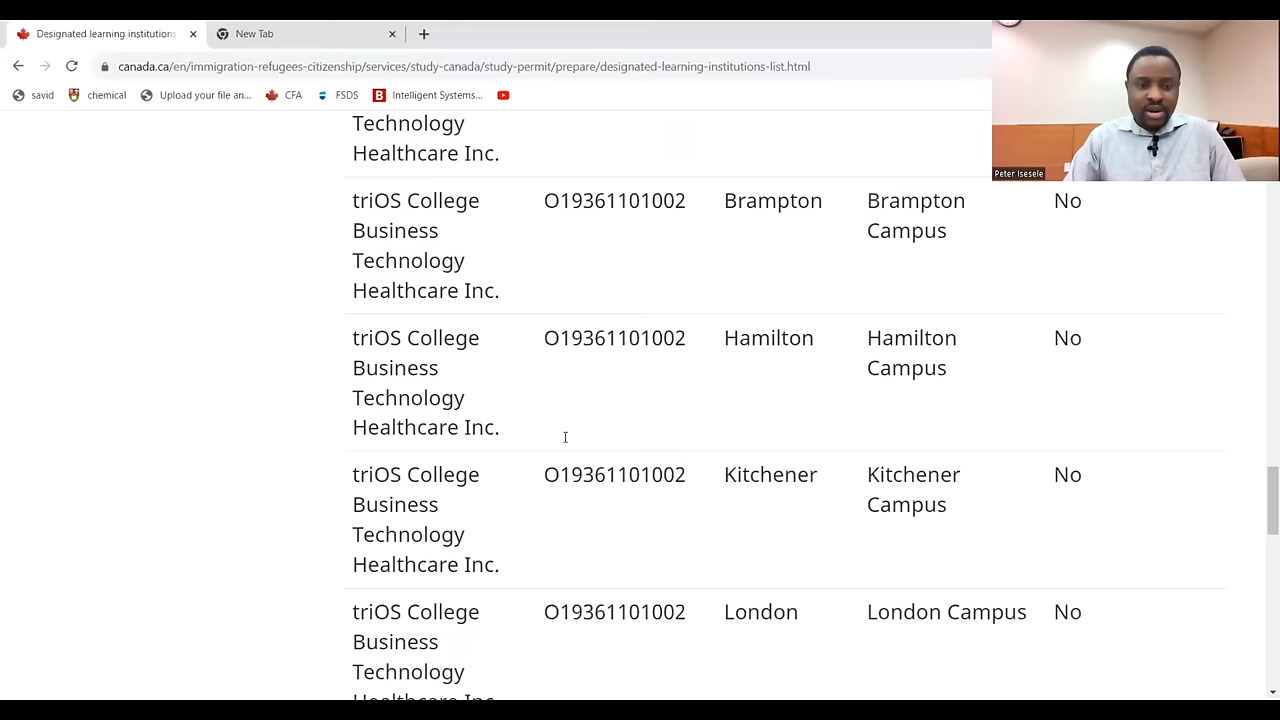 Designated learning institutions
New Tab
canada.ca/en/immigration-refugees-citizenship/services/study-canada/study-permit/prepare/designated-learning-institutions-list.html
savid
chemical
Upload your file an...
CFA
FSDS
B
Intelligent Systems...
Peter Isesele
Technology
Healthcare Inc.
triOS College O19361101002 Brampton Brampton No
Business Campus
Technology
Healthcare Inc.
triOS College O19361101002 Hamilton Hamilton No
Business Campus
Technology
Healthcare Inc.
triOS College O19361101002 Kitchener Kitchener No
Business Campus
Technology
Healthcare Inc.
triOS College O19361101002 London London Campus No
Business
Technology
Healthcare Inc.